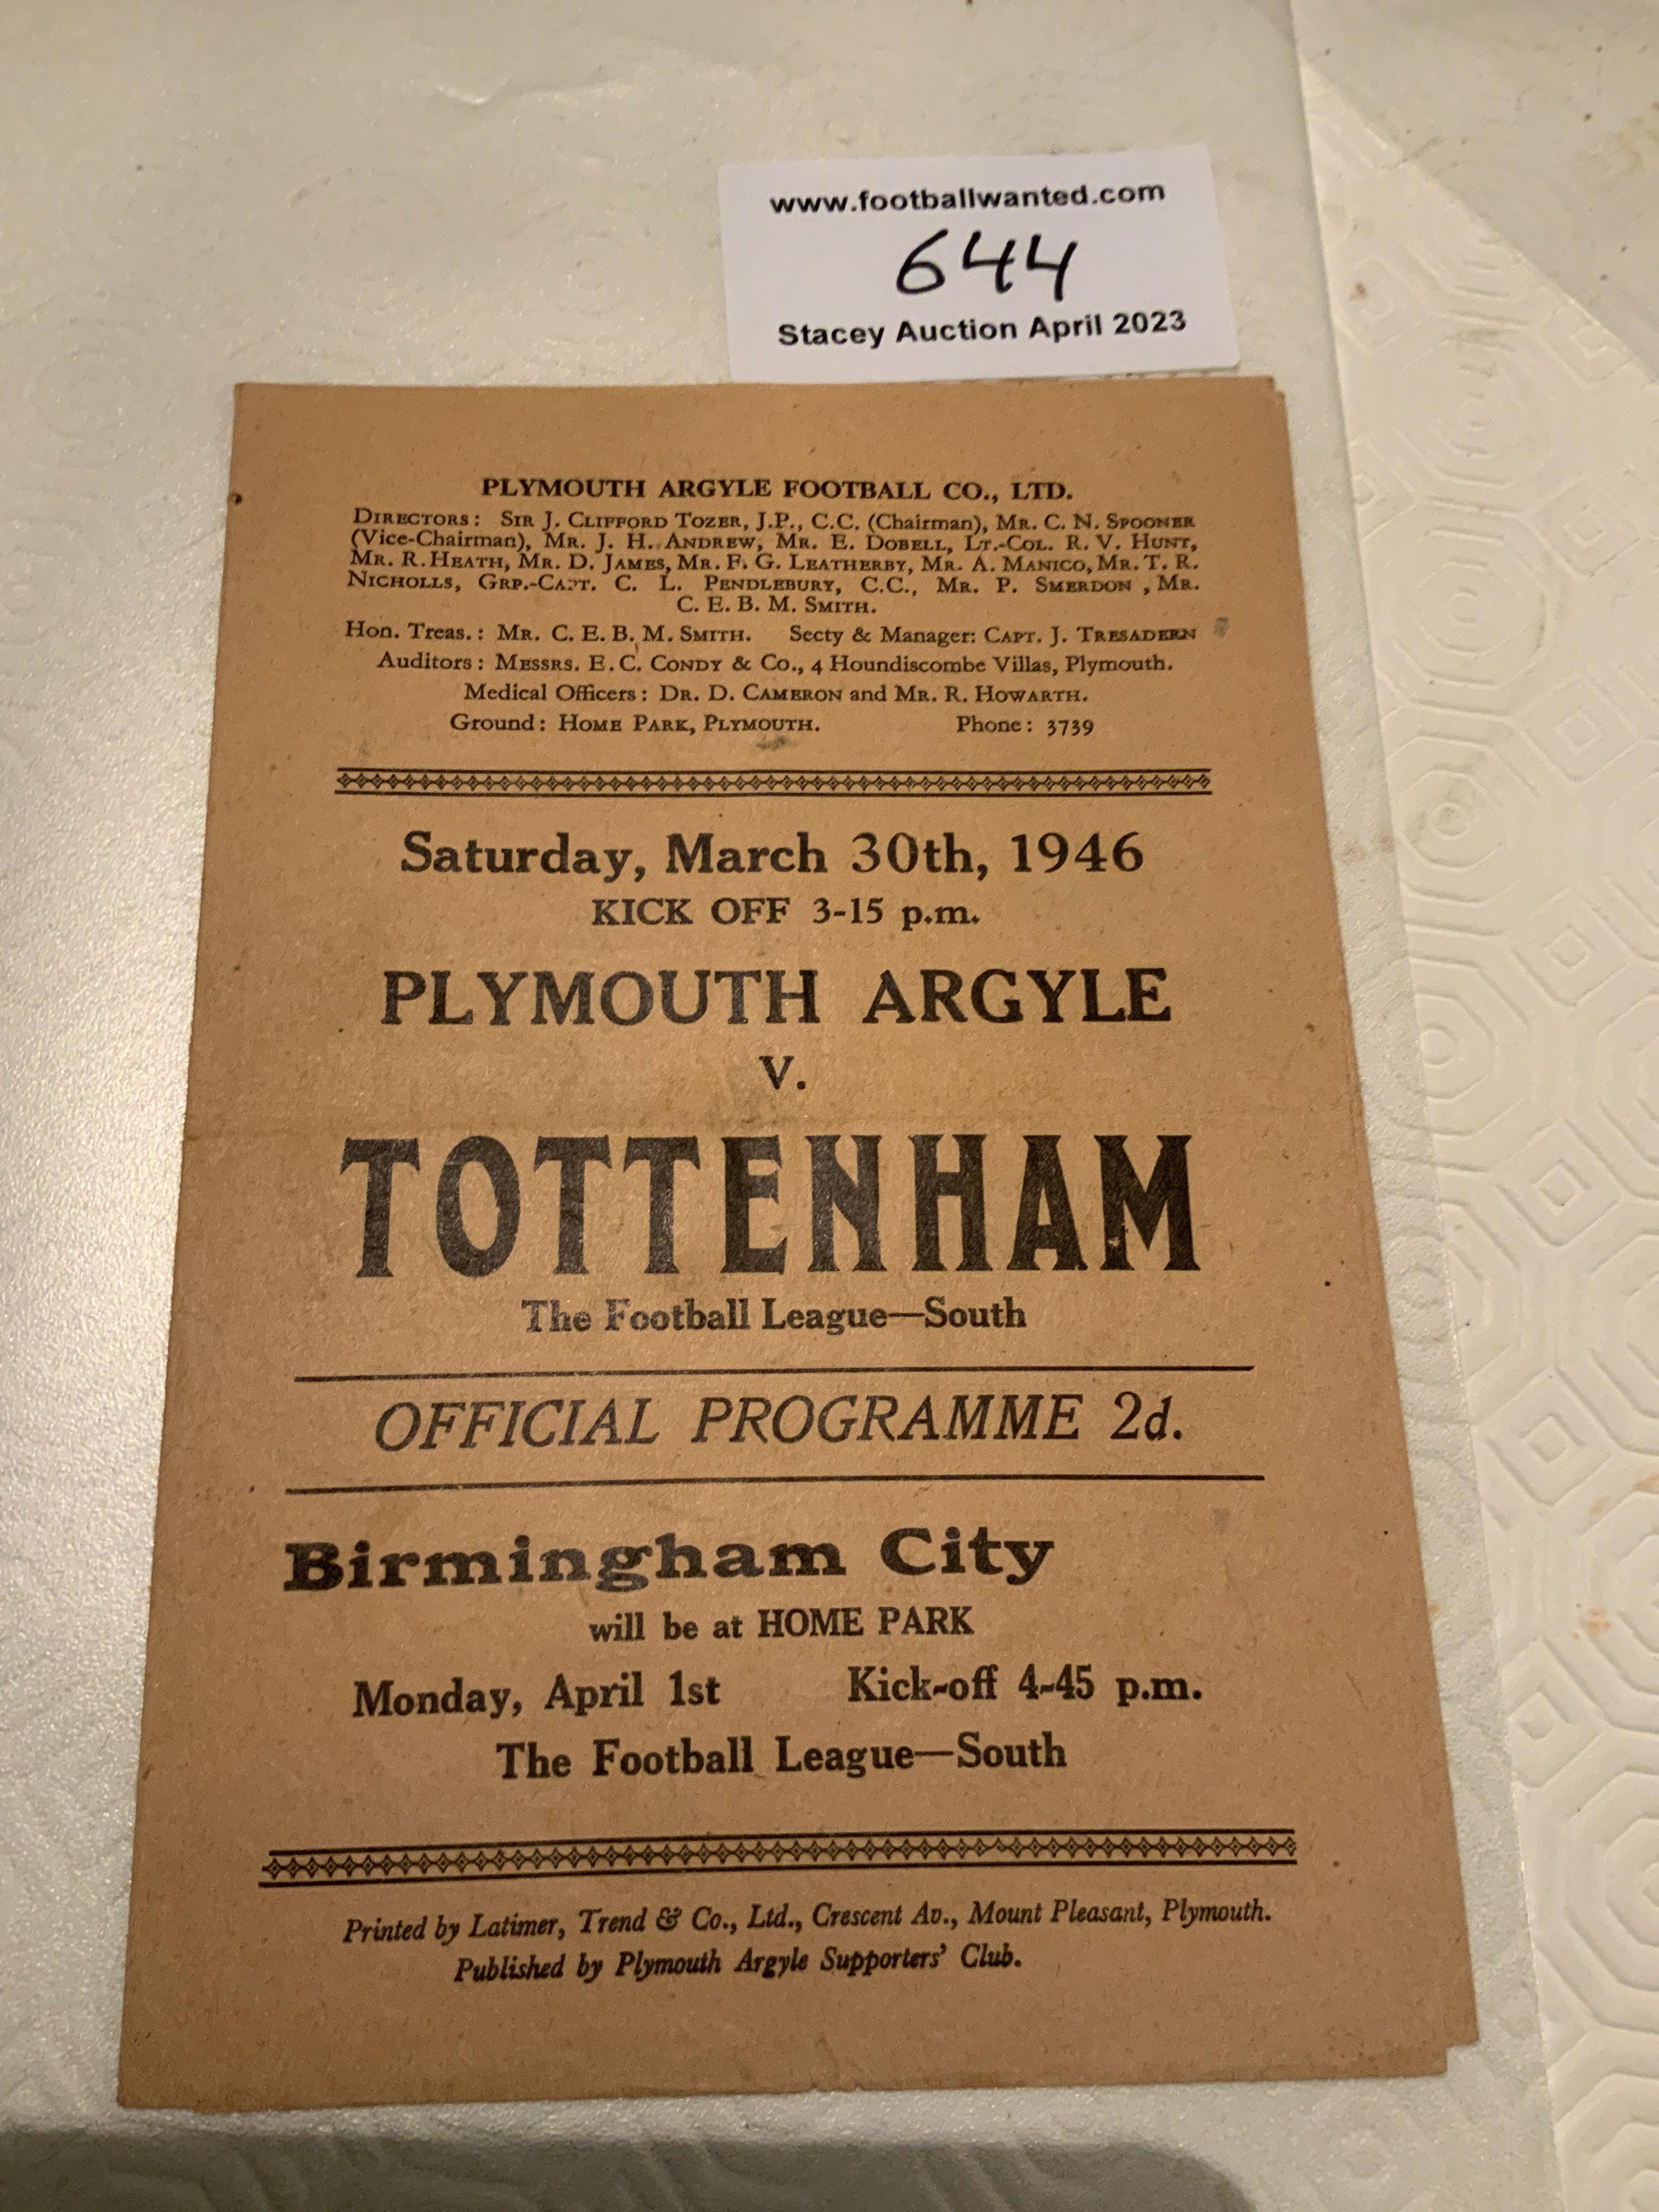 www.footballwanted.com
644
Stacey Auction April 2023
PLYMOUTH ARGYLE FOOTBALL CO., LTD.
DIRECTORS: SIR J. CLIFFORD TOZER, J.P., C.C. (Chairman), MR. C. N. SPOONER
(Vice-Chairman), MR. J. H. ANDREW, MR. E. DOBELL, LT.-COL. R. V. HUNT,
MR. R. HEATH, MR. D. JAMES, MR. F. G. LEATHERBY, MR. A. MANICO, MR. T. R.
NICHOLLS, GRP.-CAPT. C. L. PENDLEBURY, C.C., MR. P. SMERDON , MR.
C. E. B. M. SMITH.
Hon. Treas.: MR. C. E. B. M. SMITH. Secty & Manager: CAPT. J. TRESADERN
Auditors: MESSRS. E. C. CONDY & Co., 4 Houndiscombe Villas, Plymouth.
Medical Officers: DR. D. CAMERON and MR. R. HOWARTH.
Ground: HOME PARK, PLYMOUTH. Phone: 3739
Saturday, March 30th, 1946
KICK OFF 3-15 p.m.
PLYMOUTH ARGYLE
v.
TOTTENHAM
The Football League—South
OFFICIAL PROGRAMME 2d.
Birmingham City
will be at HOME PARK
Monday, April 1st Kick-off 4-45 p.m.
The Football League—South
Printed by Latimer, Trend & Co., Ltd., Crescent Av., Mount Pleasant, Plymouth.
Published by Plymouth Argyle Supporters' Club.